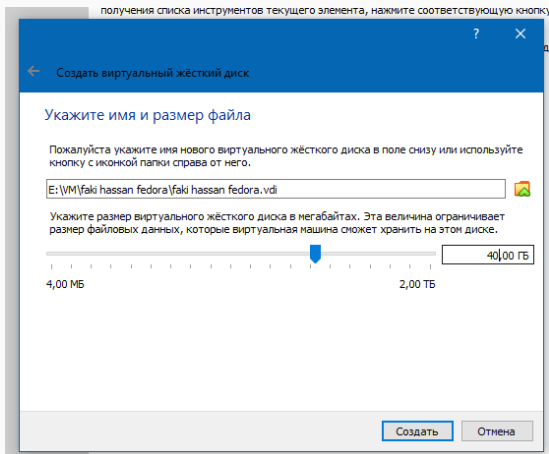 получения списка инструментов текущего элемента, нажмите соответствующую кнопку
?
Создать виртуальный жёсткий диск
Укажите имя и размер файла
Пожалуйста укажите имя нового виртуального жёсткого диска в поле снизу или используйте
кнопку с иконкой папки справа от него.
E:\VM\faki hassan fedora\faki hassan fedora.vdi
Укажите размер виртуального жёсткого диска в мегабайтах. Эта величина ограничивает
размер файловых данных, которые виртуальная машина сможет хранить на этом диске.
40,00 ГБ
4,00 МБ 2,00 ТБ
Создать Отмена